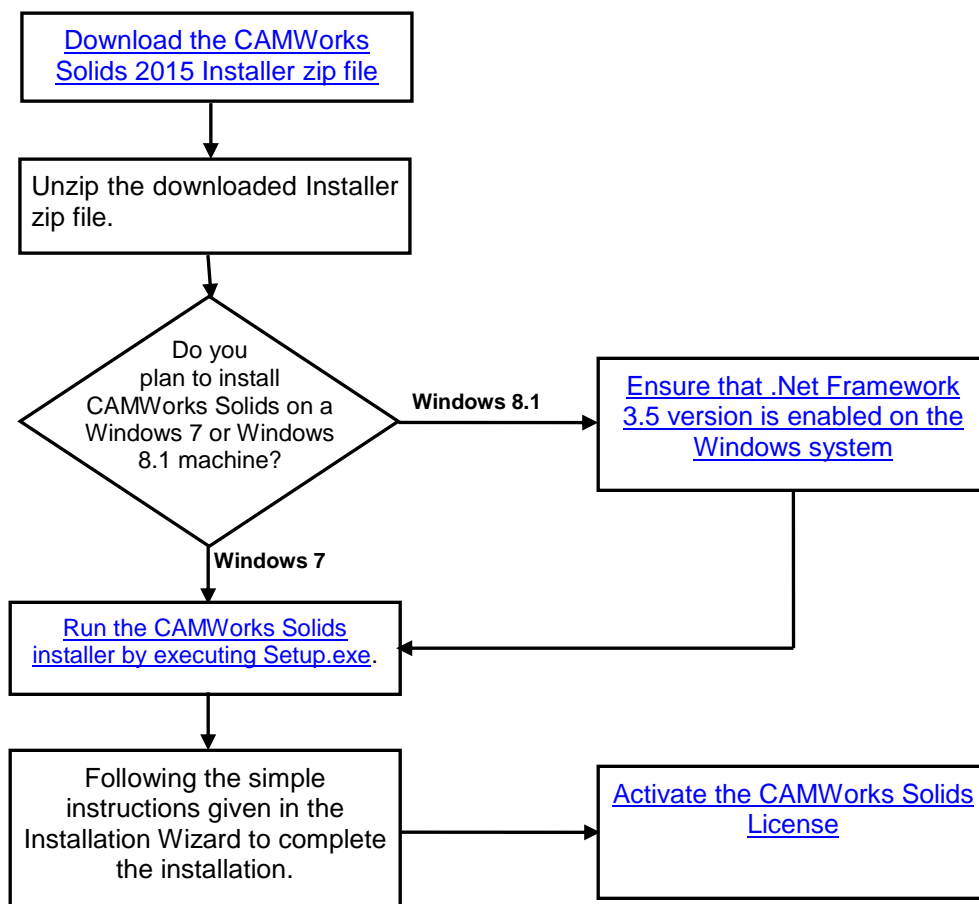 Download the CAMWorks
Solids 2015 Installer zip file
Unzip the downloaded Installer
zip file.
Do you
plan to install
CAMWorks Solids on a
Windows 7 or Windows
8.1 machine?
Windows 8.1
Ensure that .Net Framework
3.5 version is enabled on the
Windows system
Windows 7
Run the CAMWorks Solids
installer by executing Setup.exe.
Following the simple
instructions given in the
Installation Wizard to complete
the installation.
Activate the CAMWorks Solids
License